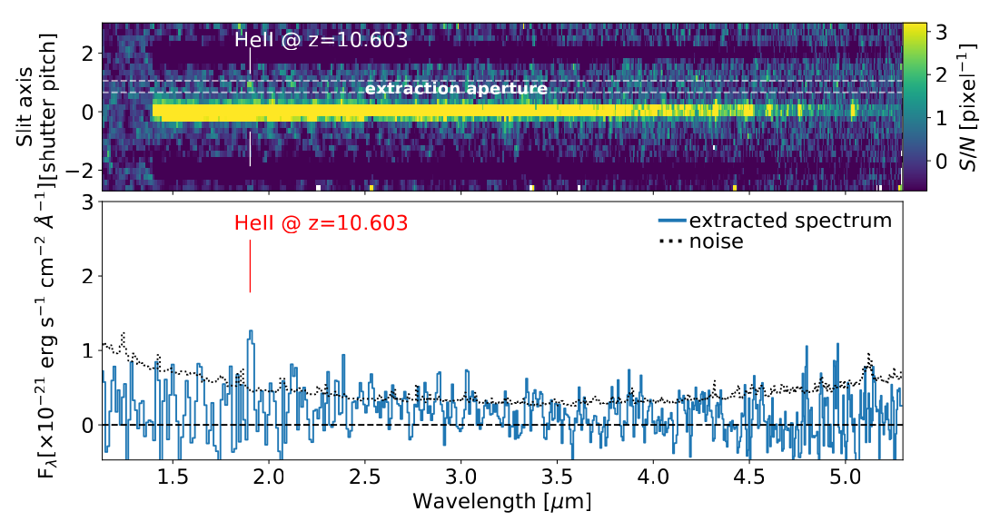 HeII @ z=10.603
extraction aperture
2
0
−2
Slit axis
[shutter pitch]
3
2
1
0
S/N [pixel⁻¹]
HeII @ z=10.603
extracted spectrum
noise
3
2
1
0
F_λ[×10⁻²¹ erg s⁻¹ cm⁻² Å⁻¹]
1.5 2.0 2.5 3.0 3.5 4.0 4.5 5.0
Wavelength [μm]